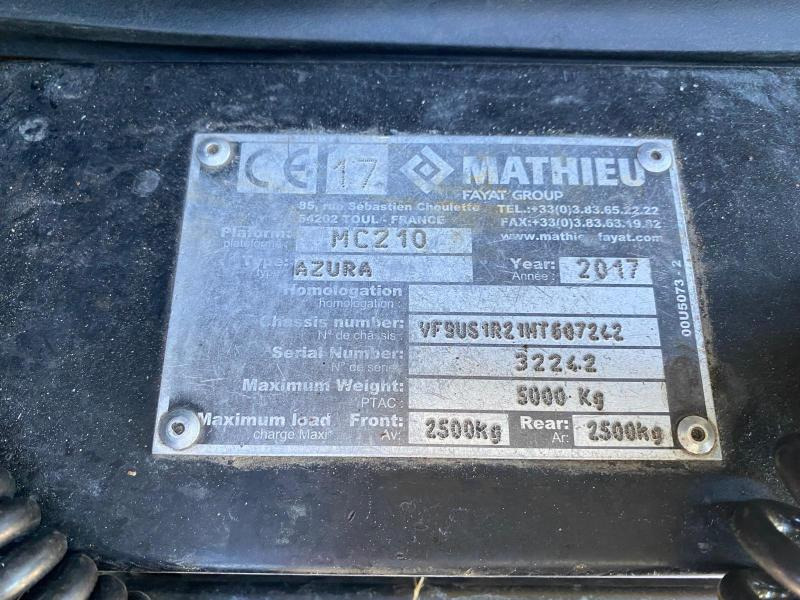 CE 17 MATHIEU
FAYAT GROUP
85, rue Sébastien Choulette TEL.:+33(0)3.83.65.22.22
54202 TOUL - FRANCE FAX:+33(0)3.83.63.19.52
Plaform: MC210 www.mathieu-fayat.com
plateforme:
Type: AZURA Year: 2017
Année:
Homologation
homologation:
Chassis number: VF9US1R21MT607242
N° de châssis:
Serial Number: 32242
N° de série:
Maximum Weight: 5000 Kg
PTAC:
Maximum load Front: 2500kg Rear: 2500kg
charge Maxi Av: Ar:
00U5073 - 2